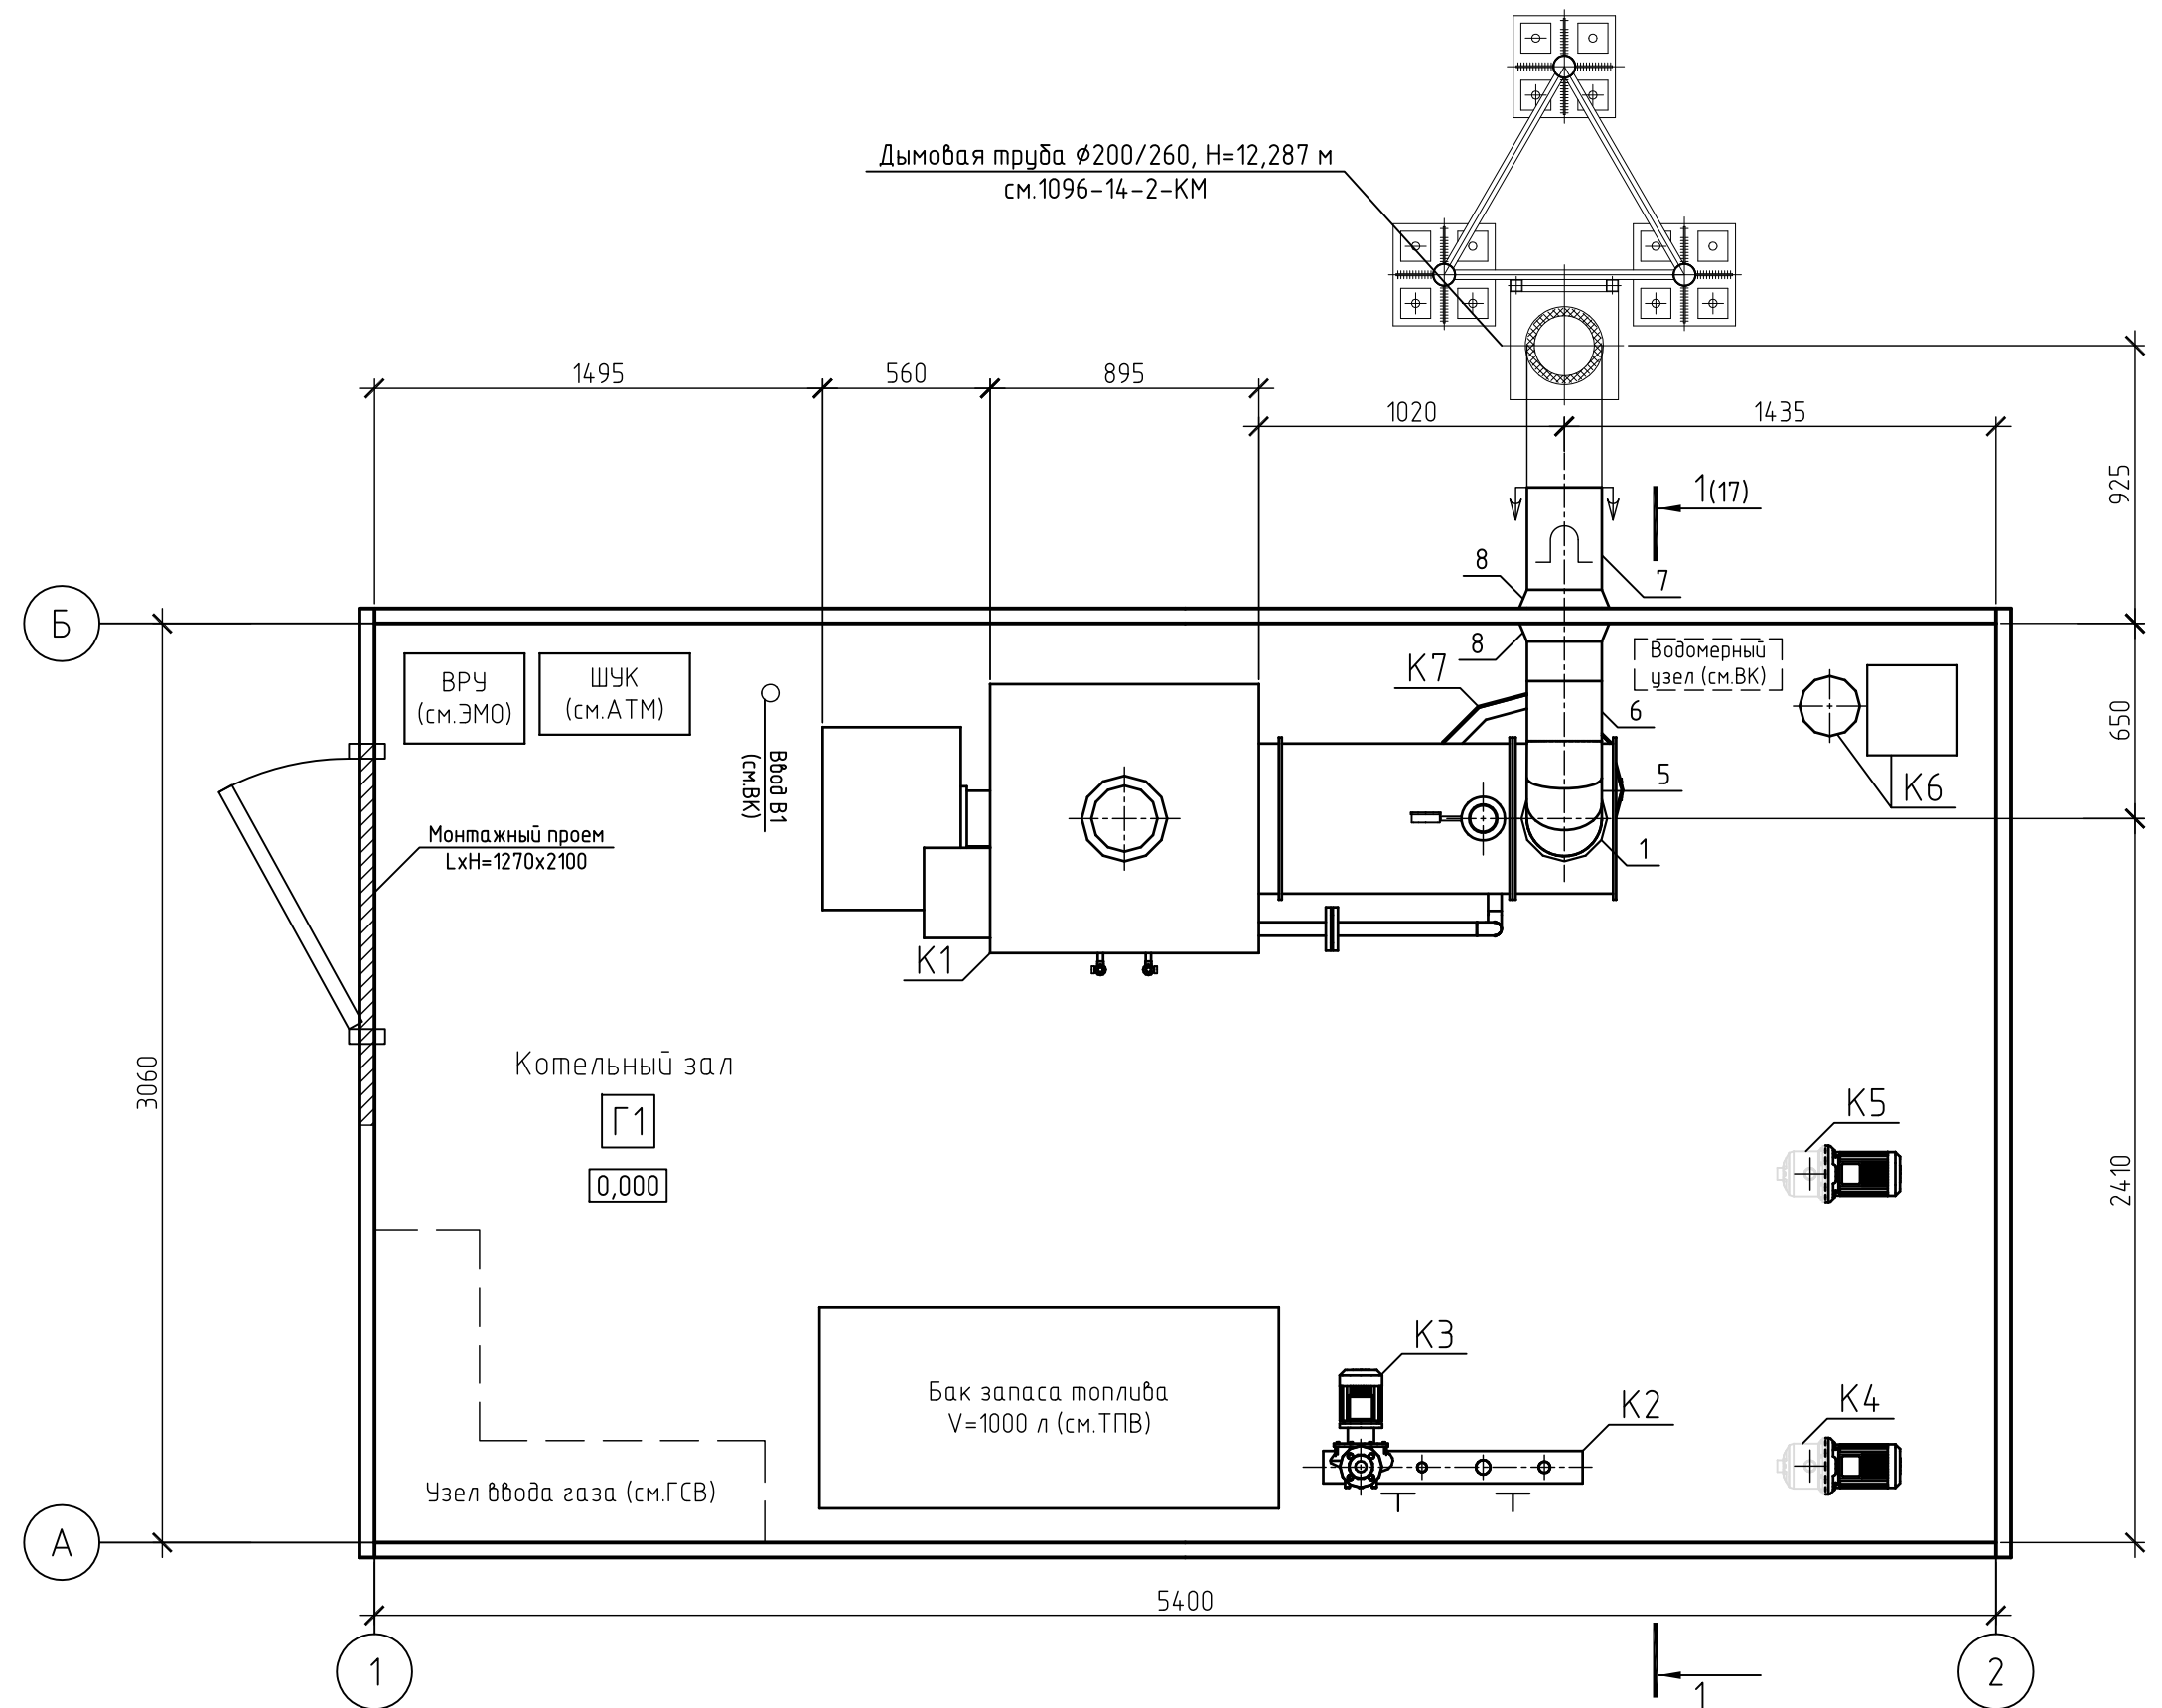 Дымовая труба ⌀200/260, Н=12,287 м
см.1096-14-2-КМ
1495
560
895
1020
1435
925
1(17)
8
7
Б
8
К7
Водомерный
узел (см.ВК)
ВРУ
(см.ЭМО)
ШУК
(см.АТМ)
6
650
Ввод В1
(см.ВК)
5
К6
Монтажный проем
LxH=1270x2100
1
К1
Котельный зал
3060
Г1
К5
0,000
2410
К3
Бак запаса топлива
V=1000 л (см.ТПВ)
К2
К4
Узел ввода газа (см.ГСВ)
А
5400
1
2
1